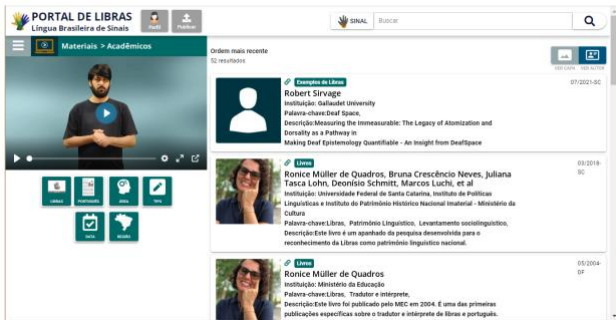 PORTAL DE LIBRAS
Língua Brasileira de Sinais
Perfil
Publicar
SINAL
Buscar
Materiais > Acadêmicos
LIBRAS
PORTUGUÊS
ÁREA
TIPO
DATA
REGIÃO
Ordem mais recente
52 resultados
VER CAPA
VER AUTOR
Exemplos de Libras
07/2021-SC
Robert Sirvage
Instituição: Gallaudet University
Palavra-chave:Deaf Space,
Descrição:Measuring the Immeasurable: The Legacy of Atomization and
Dorsality as a Pathway in
Making Deaf Epistemology Quantifiable - An Insight from DeafSpace
Livros
03/2018-
SC
Ronice Müller de Quadros, Bruna Crescêncio Neves, Juliana
Tasca Lohn, Deonísio Schmitt, Marcos Luchi, et al
Instituição: Universidade Federal de Santa Catarina, Instituto de Políticas
Linguísticas e Instituto do Patrimônio Histórico Nacional Imaterial - Ministério da
Cultura
Palavra-chave:Libras, Patrimônio Linguístico, Levantamento sociolinguístico,
Descrição:Este livro é um apanhado da pesquisa desenvolvida para o
reconhecimento da Libras como patrimônio linguístico nacional.
Livros
05/2004-
DF
Ronice Müller de Quadros
Instituição: Ministério da Educação
Palavra-chave:Libras, Tradutor e intérprete,
Descrição:Este livro foi publicado pelo MEC em 2004. É uma das primeiras
publicações específicas sobre o tradutor e intérprete de libras e português.